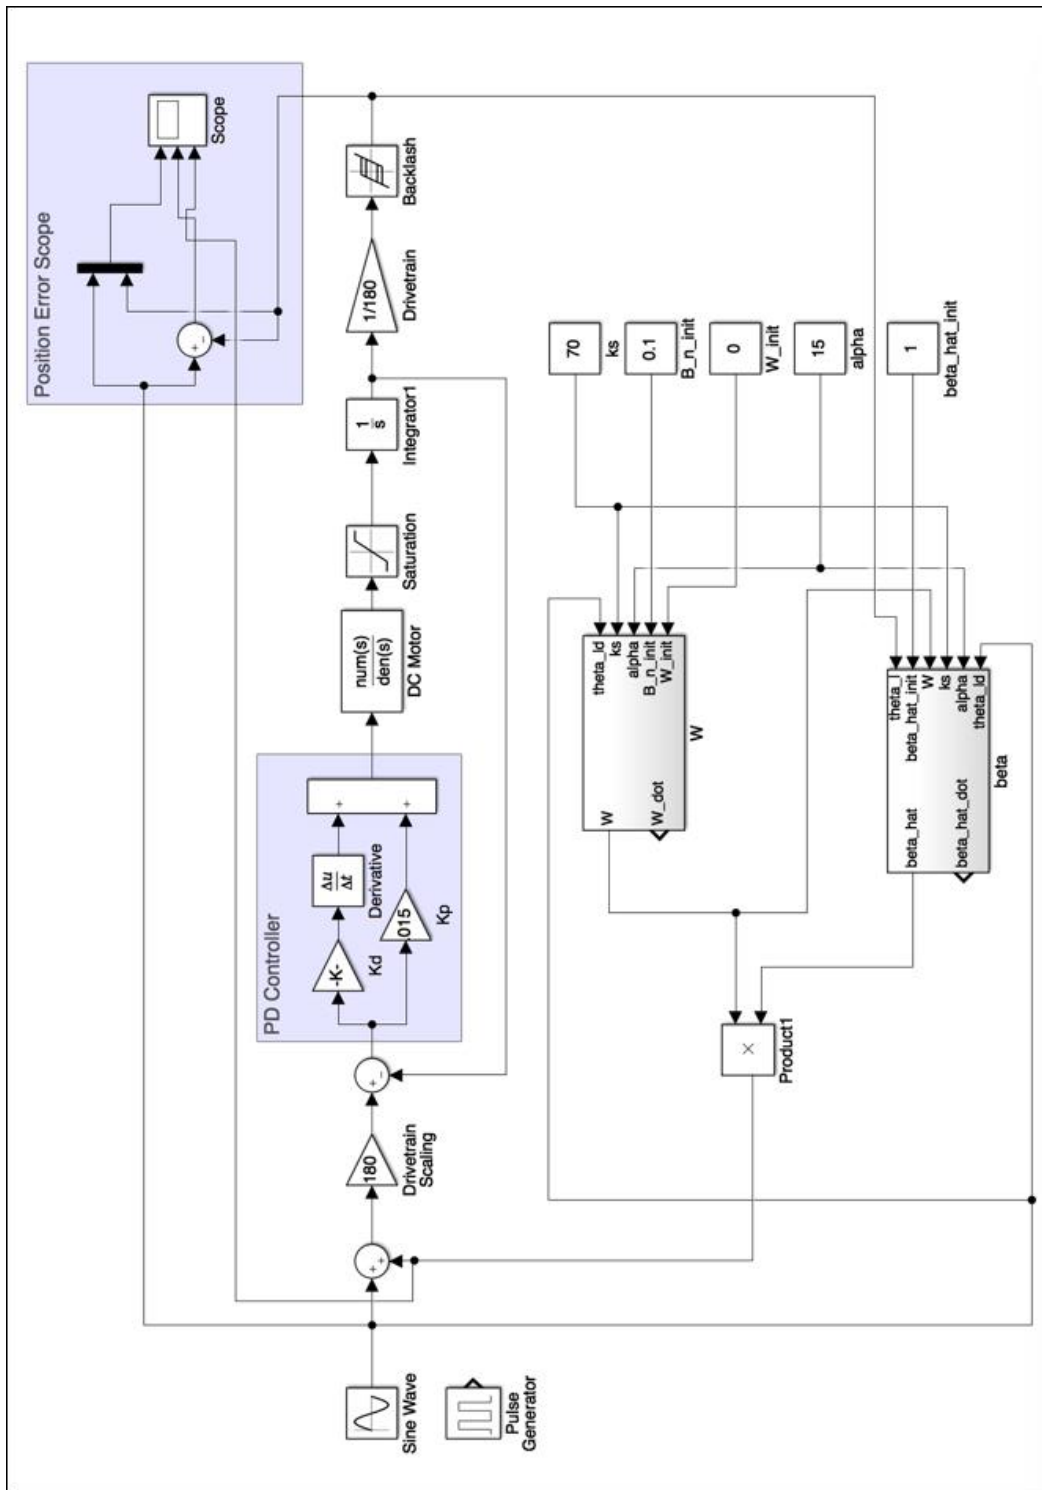 Position Error Scope
Scope
PD Controller
Sine Wave
+
+
180
Drivetrain
Scaling
+
-
-K-
Kd
Δu
Δt
Derivative
.015
Kp
+
+
num(s)
den(s)
DC Motor
Saturation
1
s
Integrator1
1/180
Drivetrain
Backlash
+
-
Pulse
Generator
×
Product1
W
W_dot
theta_ld
ks
alpha
B_n_init
W_init
W
70
ks
0.1
B_n_init
0
W_init
15
alpha
1
beta_hat_init
beta_hat
beta_hat_dot
theta_l
beta_hat_init
W
ks
alpha
theta_ld
beta